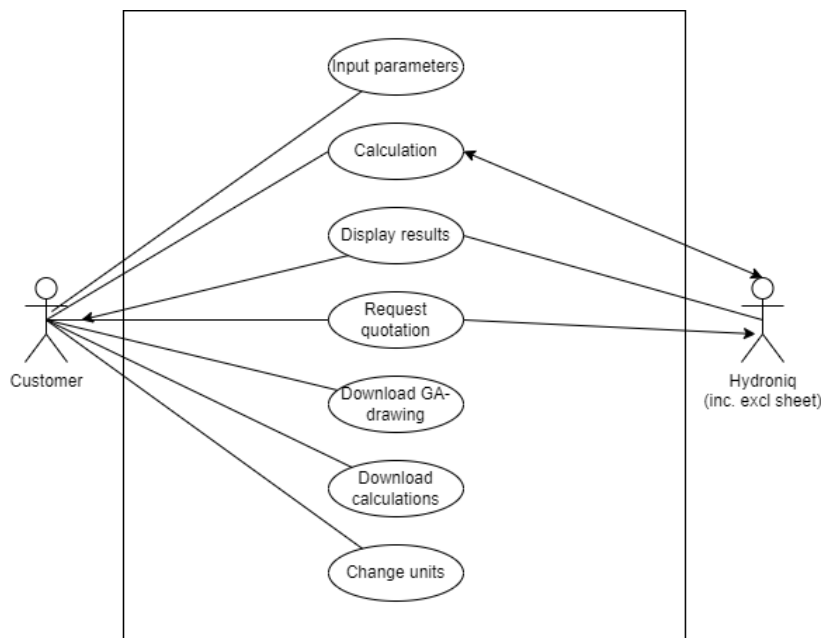 Input parameters
Calculation
Display results
Request
quotation
Customer
Hydroniq
(inc. excl sheet)
Download GA-
drawing
Download
calculations
Change units